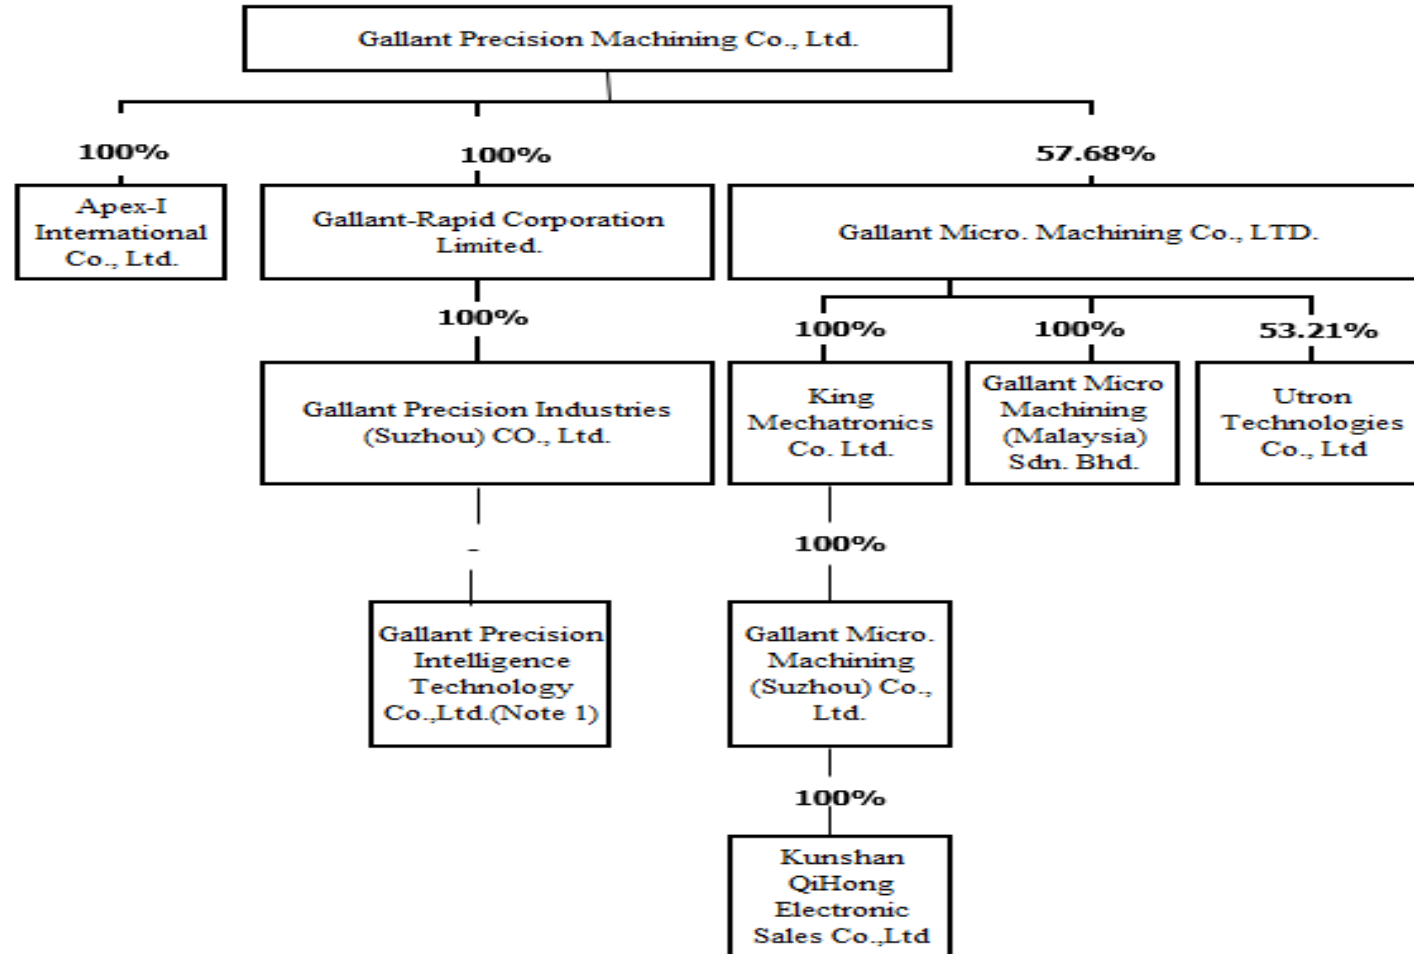 Gallant Precision Machining Co., Ltd.
100%
100%
57.68%
Apex-I
International
Co., Ltd.
Gallant-Rapid Corporation
Limited.
Gallant Micro. Machining Co., LTD.
100%
100%
100%
53.21%
Gallant Precision Industries
(Suzhou) CO., Ltd.
King
Mechatronics
Co. Ltd.
Gallant Micro
Machining
(Malaysia)
Sdn. Bhd.
Utron
Technologies
Co., Ltd
-
100%
Gallant Precision
Intelligence
Technology
Co.,Ltd.(Note 1)
Gallant Micro.
Machining
(Suzhou) Co.,
Ltd.
100%
Kunshan
QiHong
Electronic
Sales Co.,Ltd